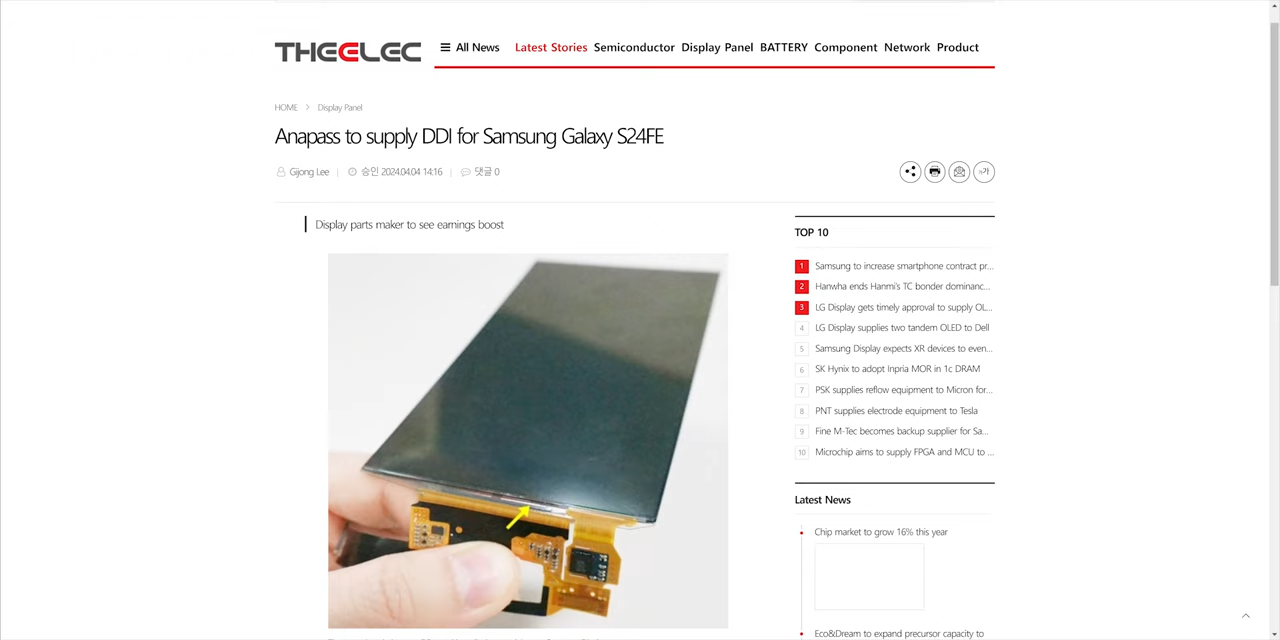 THEELEC
All News Latest Stories Semiconductor Display Panel BATTERY Component Network Product
HOME > Display Panel
Anapass to supply DDI for Samsung Galaxy S24FE
Gijong Lee | 승인 2024.04.04 14:16 | 댓글 0
가
Display parts maker to see earnings boost
TOP 10
1 Samsung to increase smartphone contract pr...
2 Hanwha ends Hanmi's TC bonder dominanc...
3 LG Display gets timely approval to supply OL...
4 LG Display supplies two tandem OLED to Dell
5 Samsung Display expects XR devices to even...
6 SK Hynix to adopt Inpria MOR in 1c DRAM
7 PSK supplies reflow equipment to Micron for...
8 PNT supplies electrode equipment to Tesla
9 Fine M-Tec becomes backup supplier for Sa...
10 Microchip aims to supply FPGA and MCU to ...
Latest News
Chip market to grow 16% this year
Eco&Dream to expand precursor capacity to